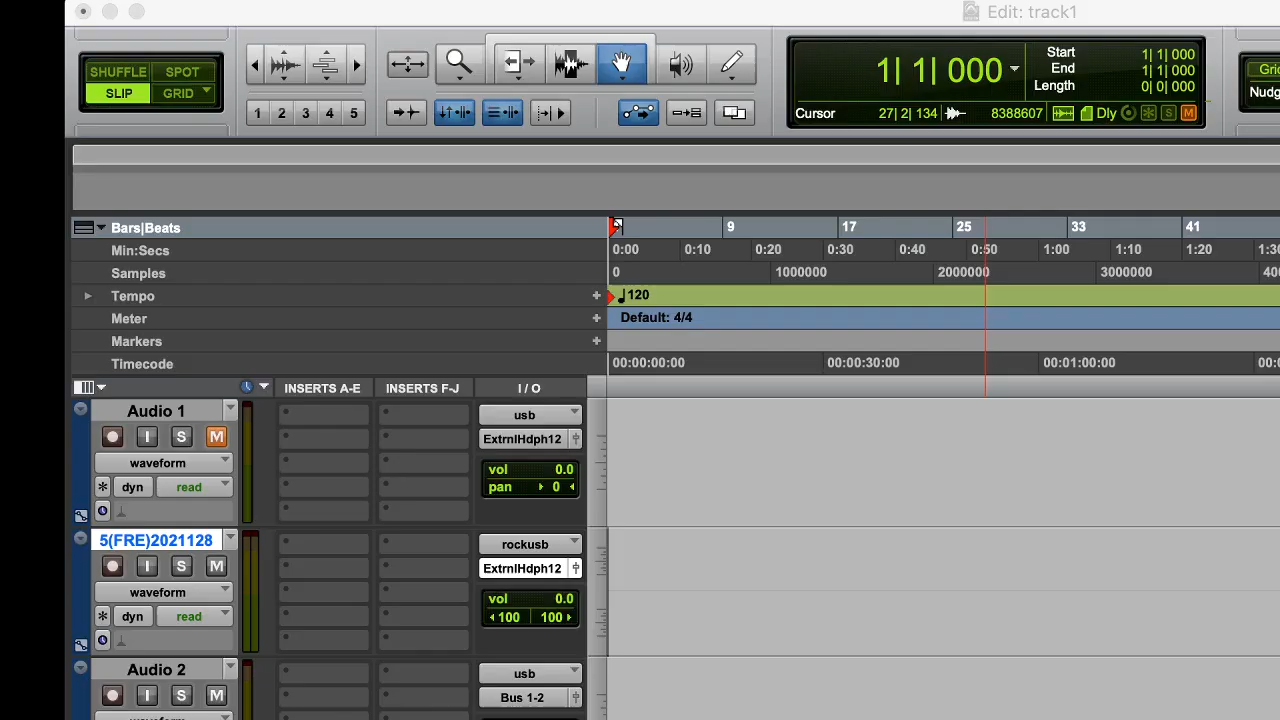 Edit: track1
SHUFFLE SPOT
SLIP GRID
1 2 3 4 5
1| 1| 000
Start 1| 1| 000
End 1| 1| 000
Length 0| 0| 000
Cursor 27| 2| 134 8388607 Dly S M
Nudg
Bars|Beats 9 17 25 33 41
Min:Secs 0:00 0:10 0:20 0:30 0:40 0:50 1:00 1:10 1:20 1:30
Samples 0 1000000 2000000 3000000
Tempo 120
Meter Default: 4/4
Markers
Timecode 00:00:00:00 00:00:30:00 00:01:00:00
INSERTS A-E INSERTS F-J I / O
Audio 1 usb
I S M ExtrnlHdph12
waveform vol 0.0
dyn read pan 0
5(FRE)2021128 rockusb
I S M ExtrnlHdph12
waveform vol 0.0
dyn read 100 100
Audio 2 usb
I S M Bus 1-2